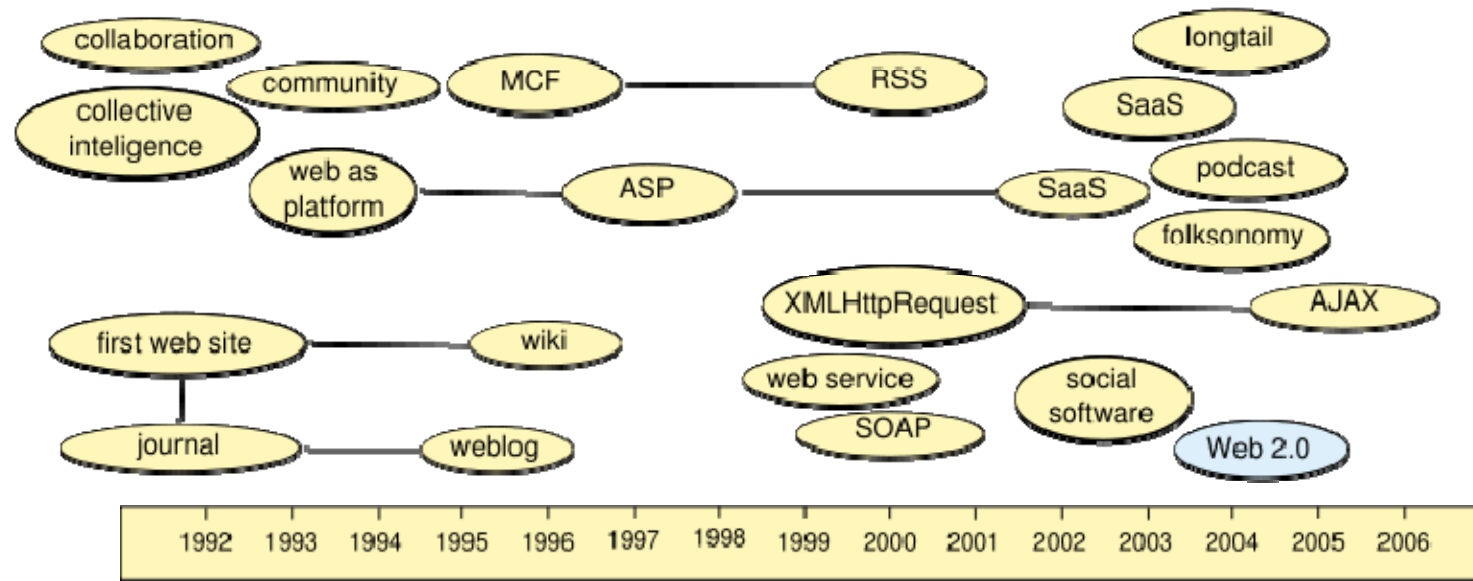 collaboration
community
MCF
RSS
longtail
collective
inteligence
SaaS
web as
platform
ASP
SaaS
podcast
folksonomy
XMLHttpRequest
AJAX
first web site
wiki
web service
social
software
journal
weblog
SOAP
Web 2.0
1992 1993 1994 1995 1996 1997 1998 1999 2000 2001 2002 2003 2004 2005 2006